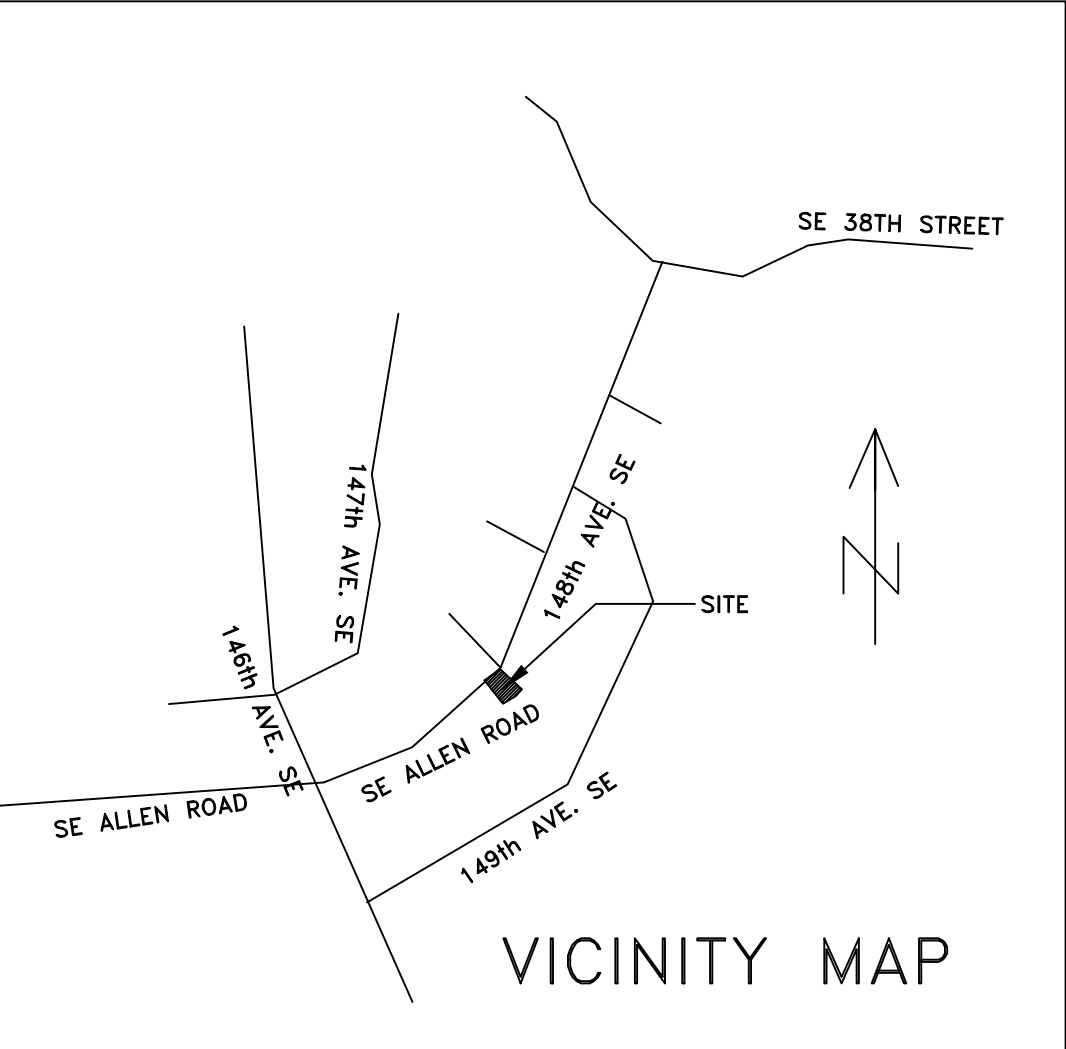 SE 38TH STREET
147th AVE. SE
148th AVE. SE
SITE
146th AVE. SE
SE ALLEN ROAD
SE ALLEN ROAD
149th AVE. SE
N
VICINITY MAP